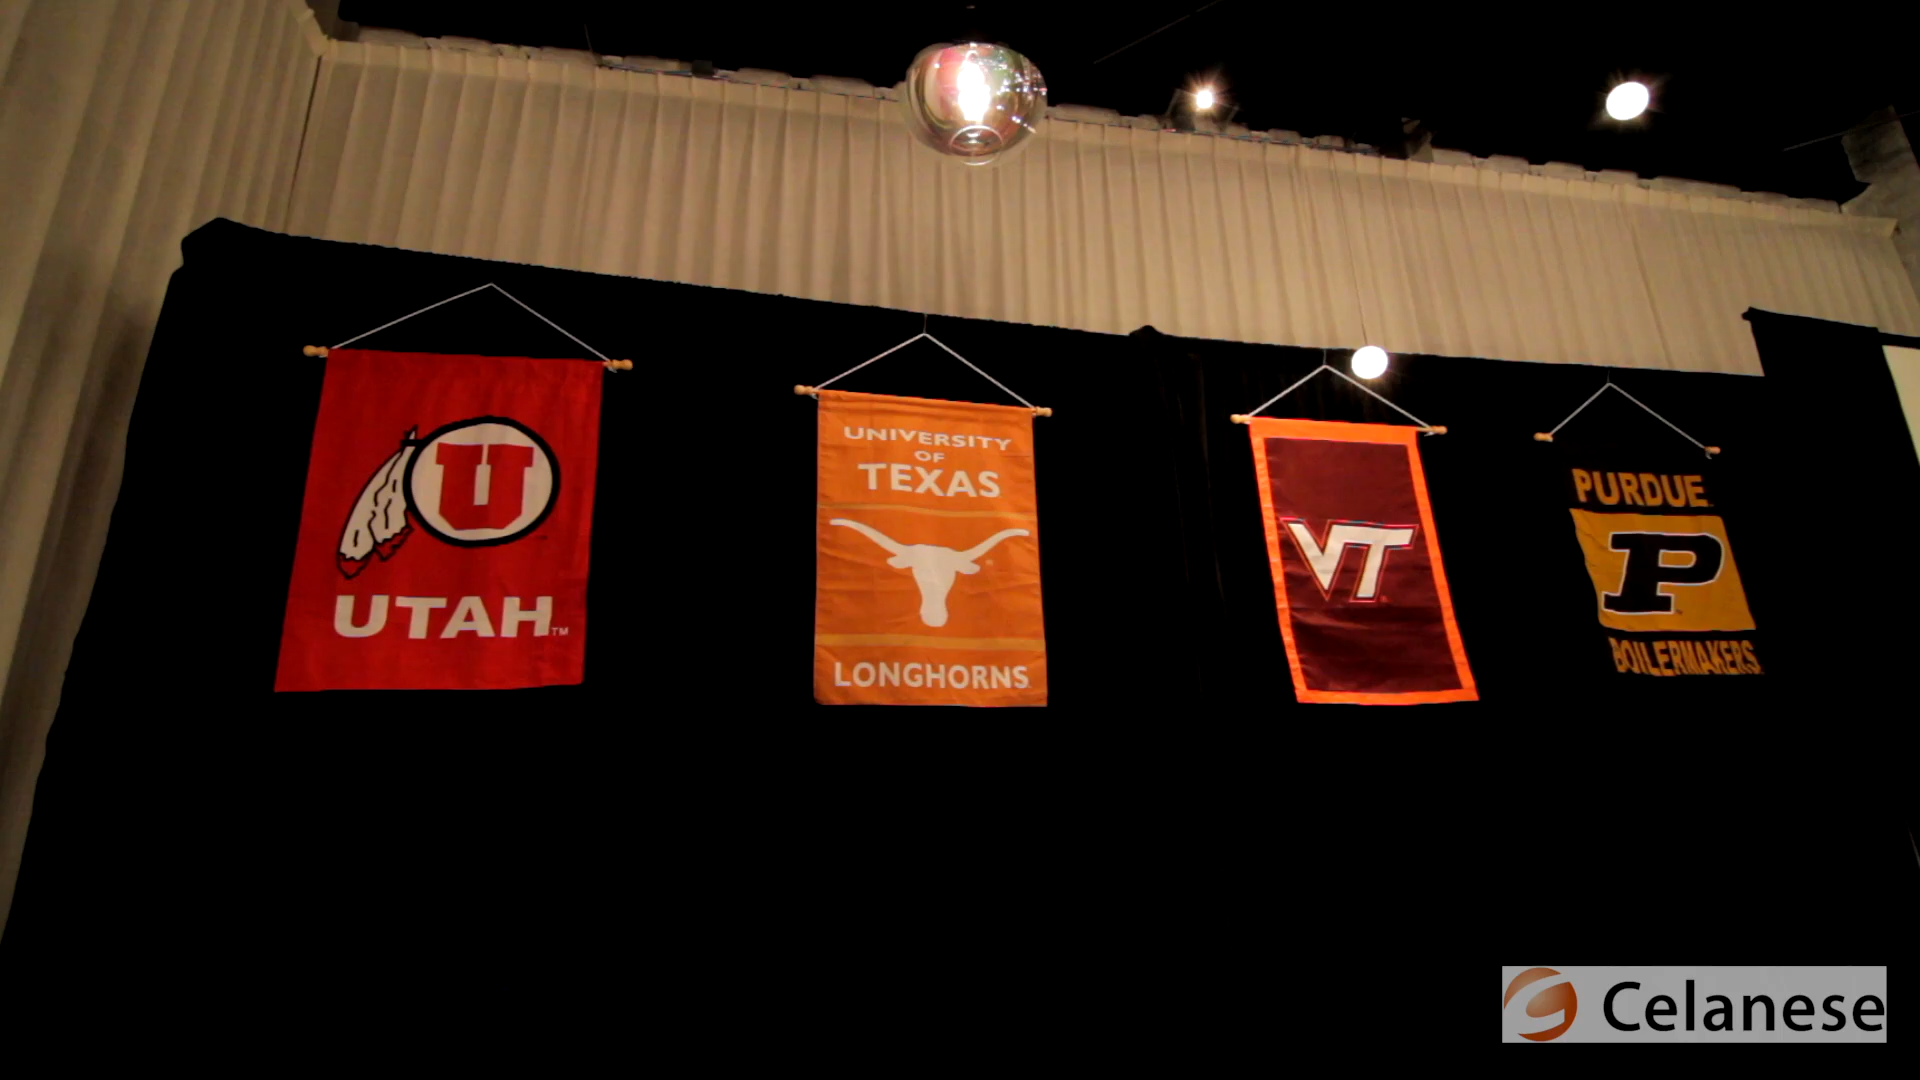 U
UTAH™
UNIVERSITY
OF
TEXAS
LONGHORNS
VT
PURDUE
P
BOILERMAKERS
Celanese